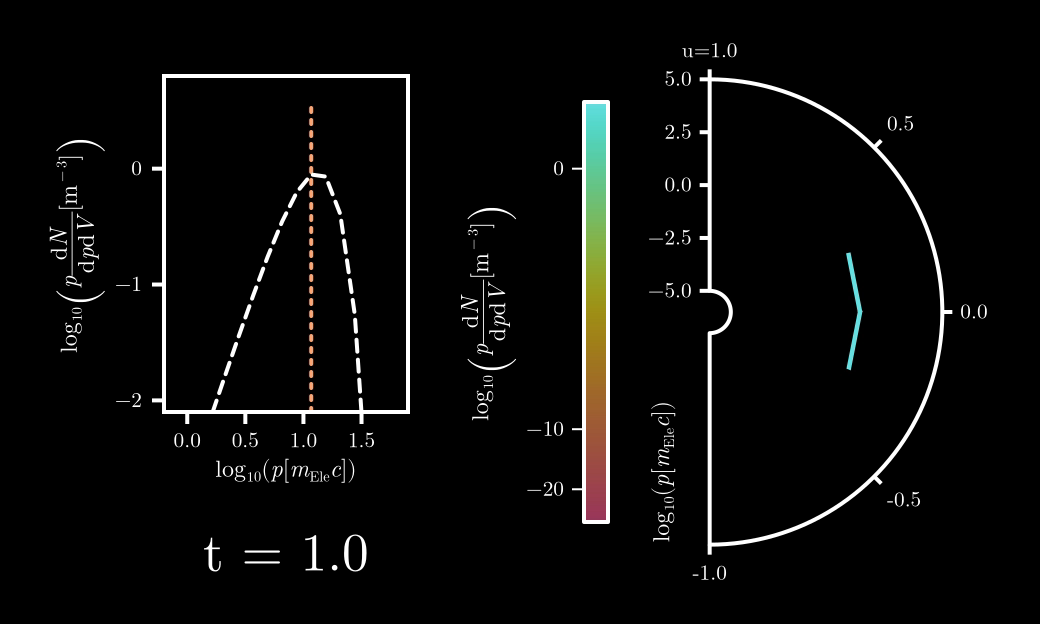 log₁₀(p dN/dpdV [m⁻³])
0
−1
−2
0.0 0.5 1.0 1.5
log₁₀(p[m_Ele c])
t = 1.0
log₁₀(p dN/dpdV [m⁻³])
0
−10
−20
u=1.0
5.0
2.5
0.0
−2.5
−5.0
log₁₀(p[m_Ele c])
0.5
0.0
-0.5
-1.0